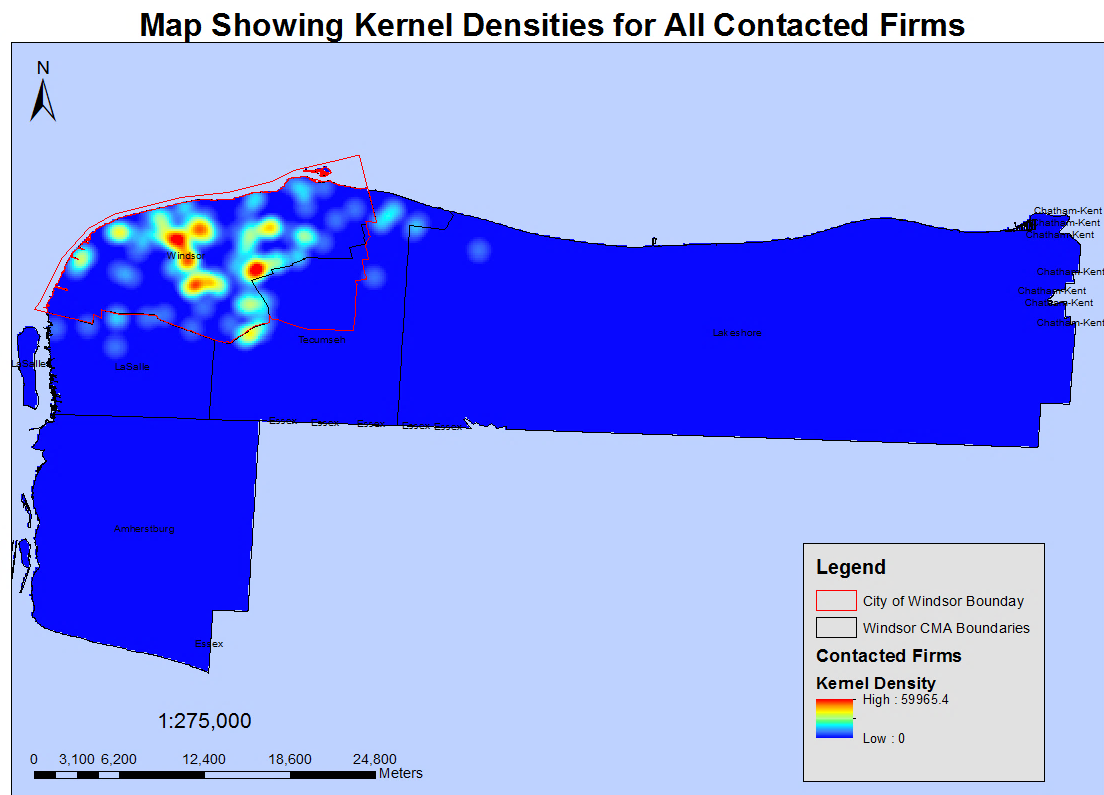 Map Showing Kernel Densities for All Contacted Firms
N
Chatham-Kent
Chatham-Kent
Chatham-Kent
Windsor
Chatham-Kent
Chatham-Kent
Chatham-Kent
Chatham-Kent
Lakeshore
Tecumseh
LaSalle
LaSalle
Essex Essex Essex Essex Essex
Amherstburg
Essex
Legend
City of Windsor Bounday
Windsor CMA Boundaries
Contacted Firms
Kernel Density
High : 59965.4
Low : 0
1:275,000
0 3,100 6,200 12,400 18,600 24,800
Meters